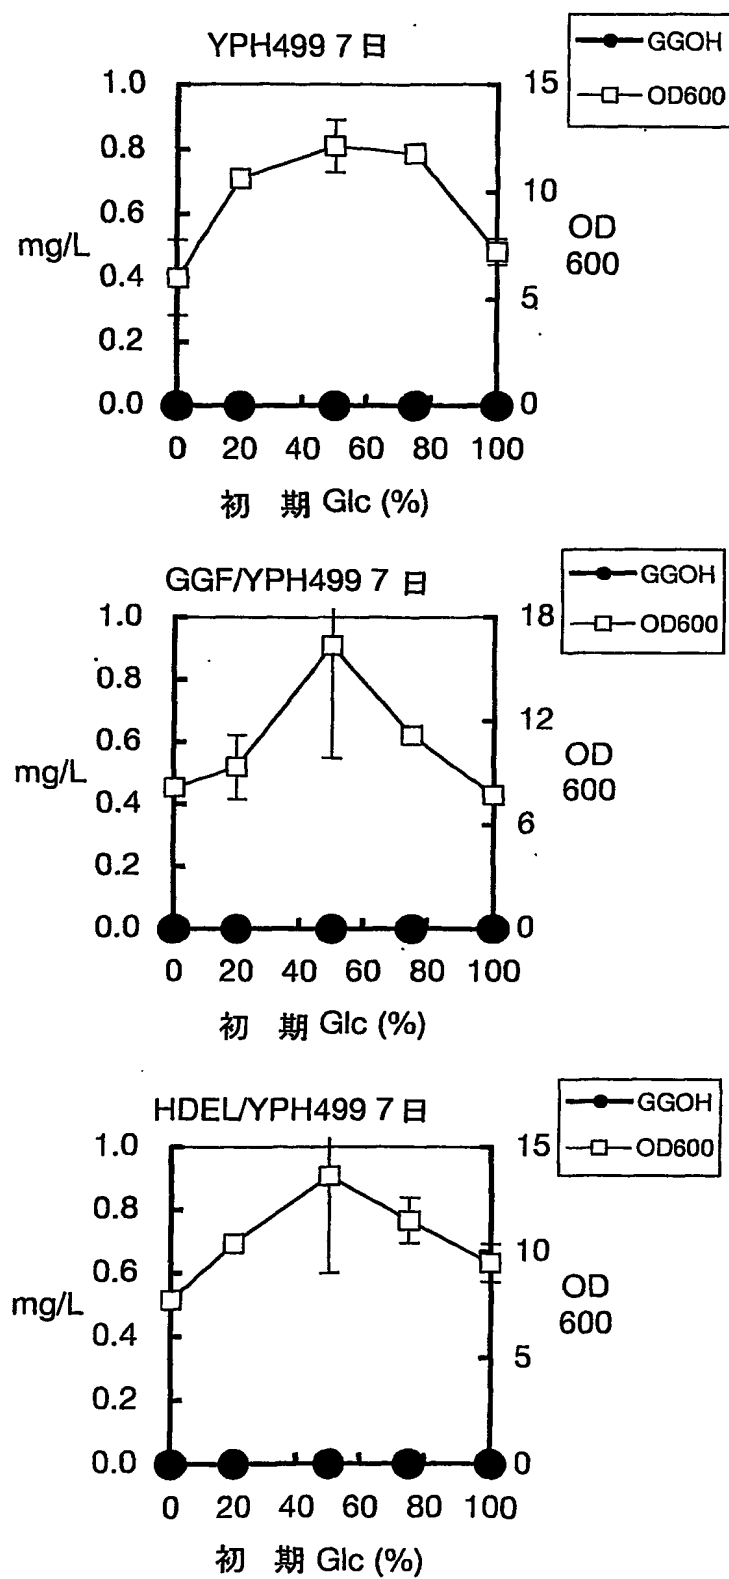 YPH499 7日
GGOH
OD600
1.0
0.8
0.6
0.4
0.2
0.0
mg/L
15
10
5
0
OD
600
0 20 40 60 80 100
初 期 Glc (%)
GGF/YPH499 7 日
GGOH
OD600
1.0
0.8
0.6
0.4
0.2
0.0
mg/L
18
12
6
0
OD
600
0 20 40 60 80 100
初 期 Glc (%)
HDEL/YPH499 7 日
GGOH
OD600
1.0
0.8
0.6
0.4
0.2
0.0
mg/L
15
10
5
0
OD
600
0 20 40 60 80 100
初 期 Glc (%)